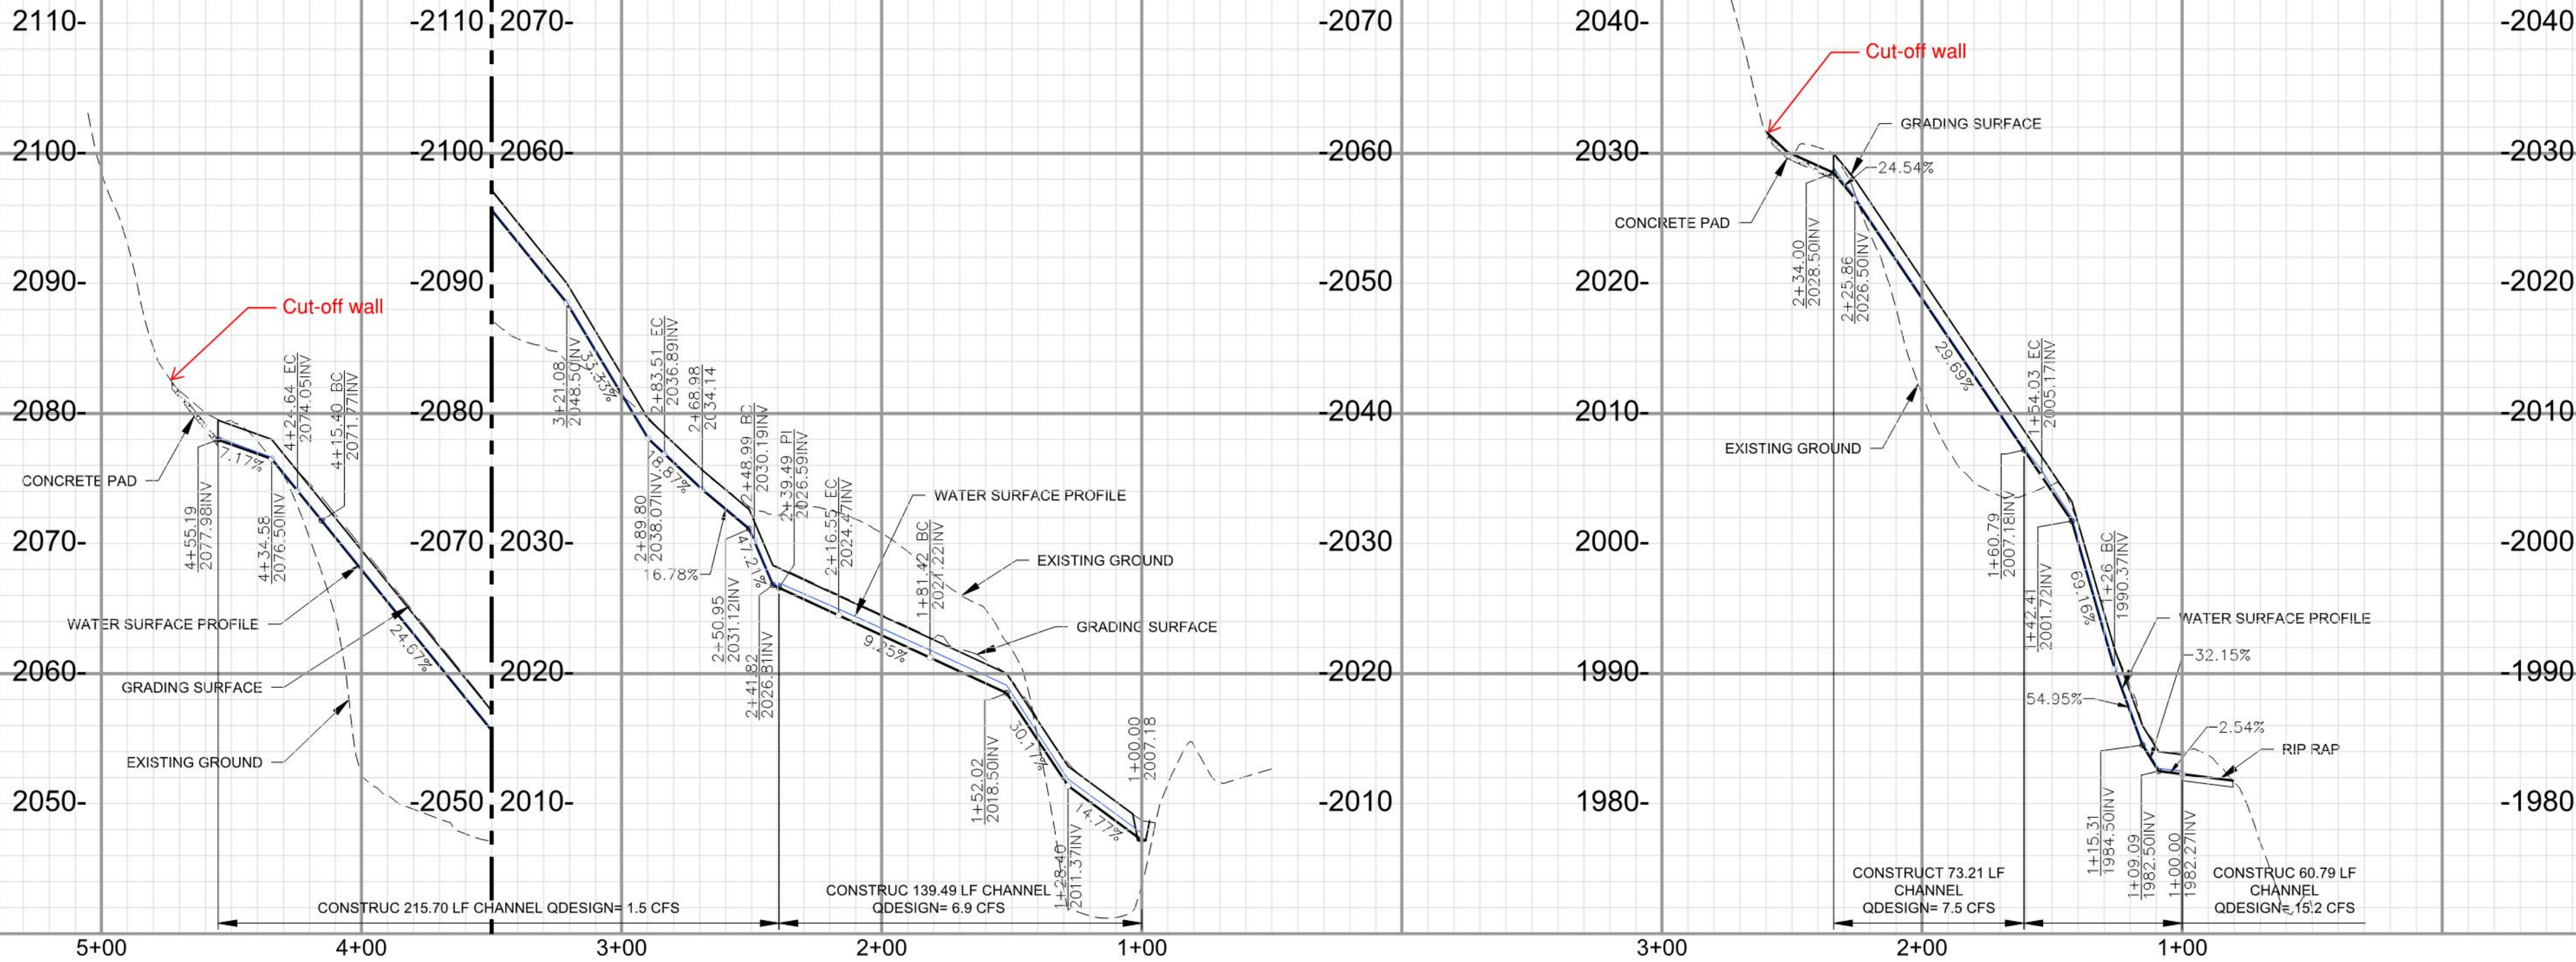 2110-
-2110
2070-
-2070
2040-
-2040
Cut-off wall
GRADING SURFACE
2100-
-2100
2060-
-2060
2030-
-2030
24.54%
CONCRETE PAD
2+34.00
2028.50INV
2+25.86
2026.50INV
2090-
-2090
2050-
-2050
2020-
-2020
Cut-off wall
3+21.08
2048.50INV
33.33%
2+83.51 EC
2036.89INV
2+68.98
2034.14
29.69%
1+54.03 EC
2005.17INV
4+24.64 EC
2074.05INV
4+15.40 BC
2071.77INV
2080-
-2080
2040-
-2040
2010-
-2010
2+48.99 BC
2030.19INV
2+39.49 PI
2026.59INV
EXISTING GROUND
7.17%
18.87%
CONCRETE PAD
2+16.55 EC
2024.47INV
WATER SURFACE PROFILE
4+55.19
2077.98INV
4+34.58
2076.50INV
2+89.80
2038.07INV
1+81.42 BC
2021.22INV
1+60.79
2007.18INV
2070-
-2070
2030-
-2030
2000-
-2000
47.21%
EXISTING GROUND
16.78%
1+42.41
2001.72INV
69.16%
1+26 BC
1990.37INV
WATER SURFACE PROFILE
24.67%
2+50.95
2031.12INV
9.25%
GRADING SURFACE
WATER SURFACE PROFILE
32.15%
2060-
-2060
2020-
-2020
1990-
-1990
GRADING SURFACE
2+41.82
2026.81INV
54.95%
EXISTING GROUND
1+52.02
2018.50INV
30.17%
1+00.00
2007.18
2.54%
RIP RAP
2050-
-2050
2010-
-2010
1980-
-1980
14.77%
1+28.40
2011.37INV
1+15.31
1984.50INV
1+09.09
1982.50INV
1+00.00
1982.27INV
CONSTRUC 215.70 LF CHANNEL QDESIGN= 1.5 CFS
CONSTRUC 139.49 LF CHANNEL
QDESIGN= 6.9 CFS
CONSTRUCT 73.21 LF
CHANNEL
QDESIGN= 7.5 CFS
CONSTRUC 60.79 LF
CHANNEL
QDESIGN= 15.2 CFS
5+00
4+00
3+00
2+00
1+00
3+00
2+00
1+00